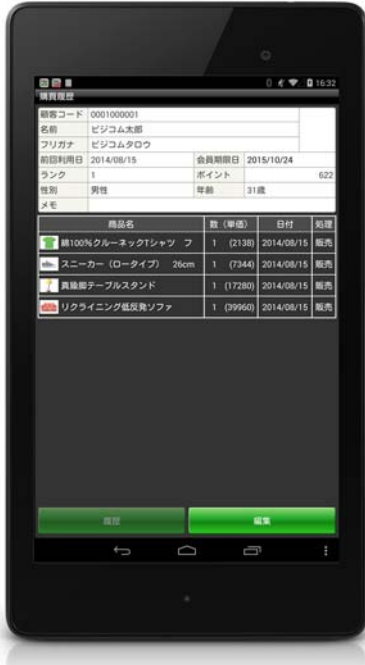 16:32
購買履歴
顧客コード 0001000001
名前 ビジコム太郎
フリガナ ビジコムタロウ
前回利用日 2014/08/15 会員期限日 2015/10/24
ランク 1 ポイント 622
性別 男性 年齢 31歳
メモ
商品名 数（単価） 日付 処理
綿100%クルーネックTシャツ フ 1 (2138) 2014/08/15 販売
スニーカー（ロータイプ） 26cm 1 (7344) 2014/08/15 販売
真鍮脚テーブルスタンド 1 (17280) 2014/08/15 販売
リクライニング低反発ソファ 1 (39960) 2014/08/15 販売
履歴 編集